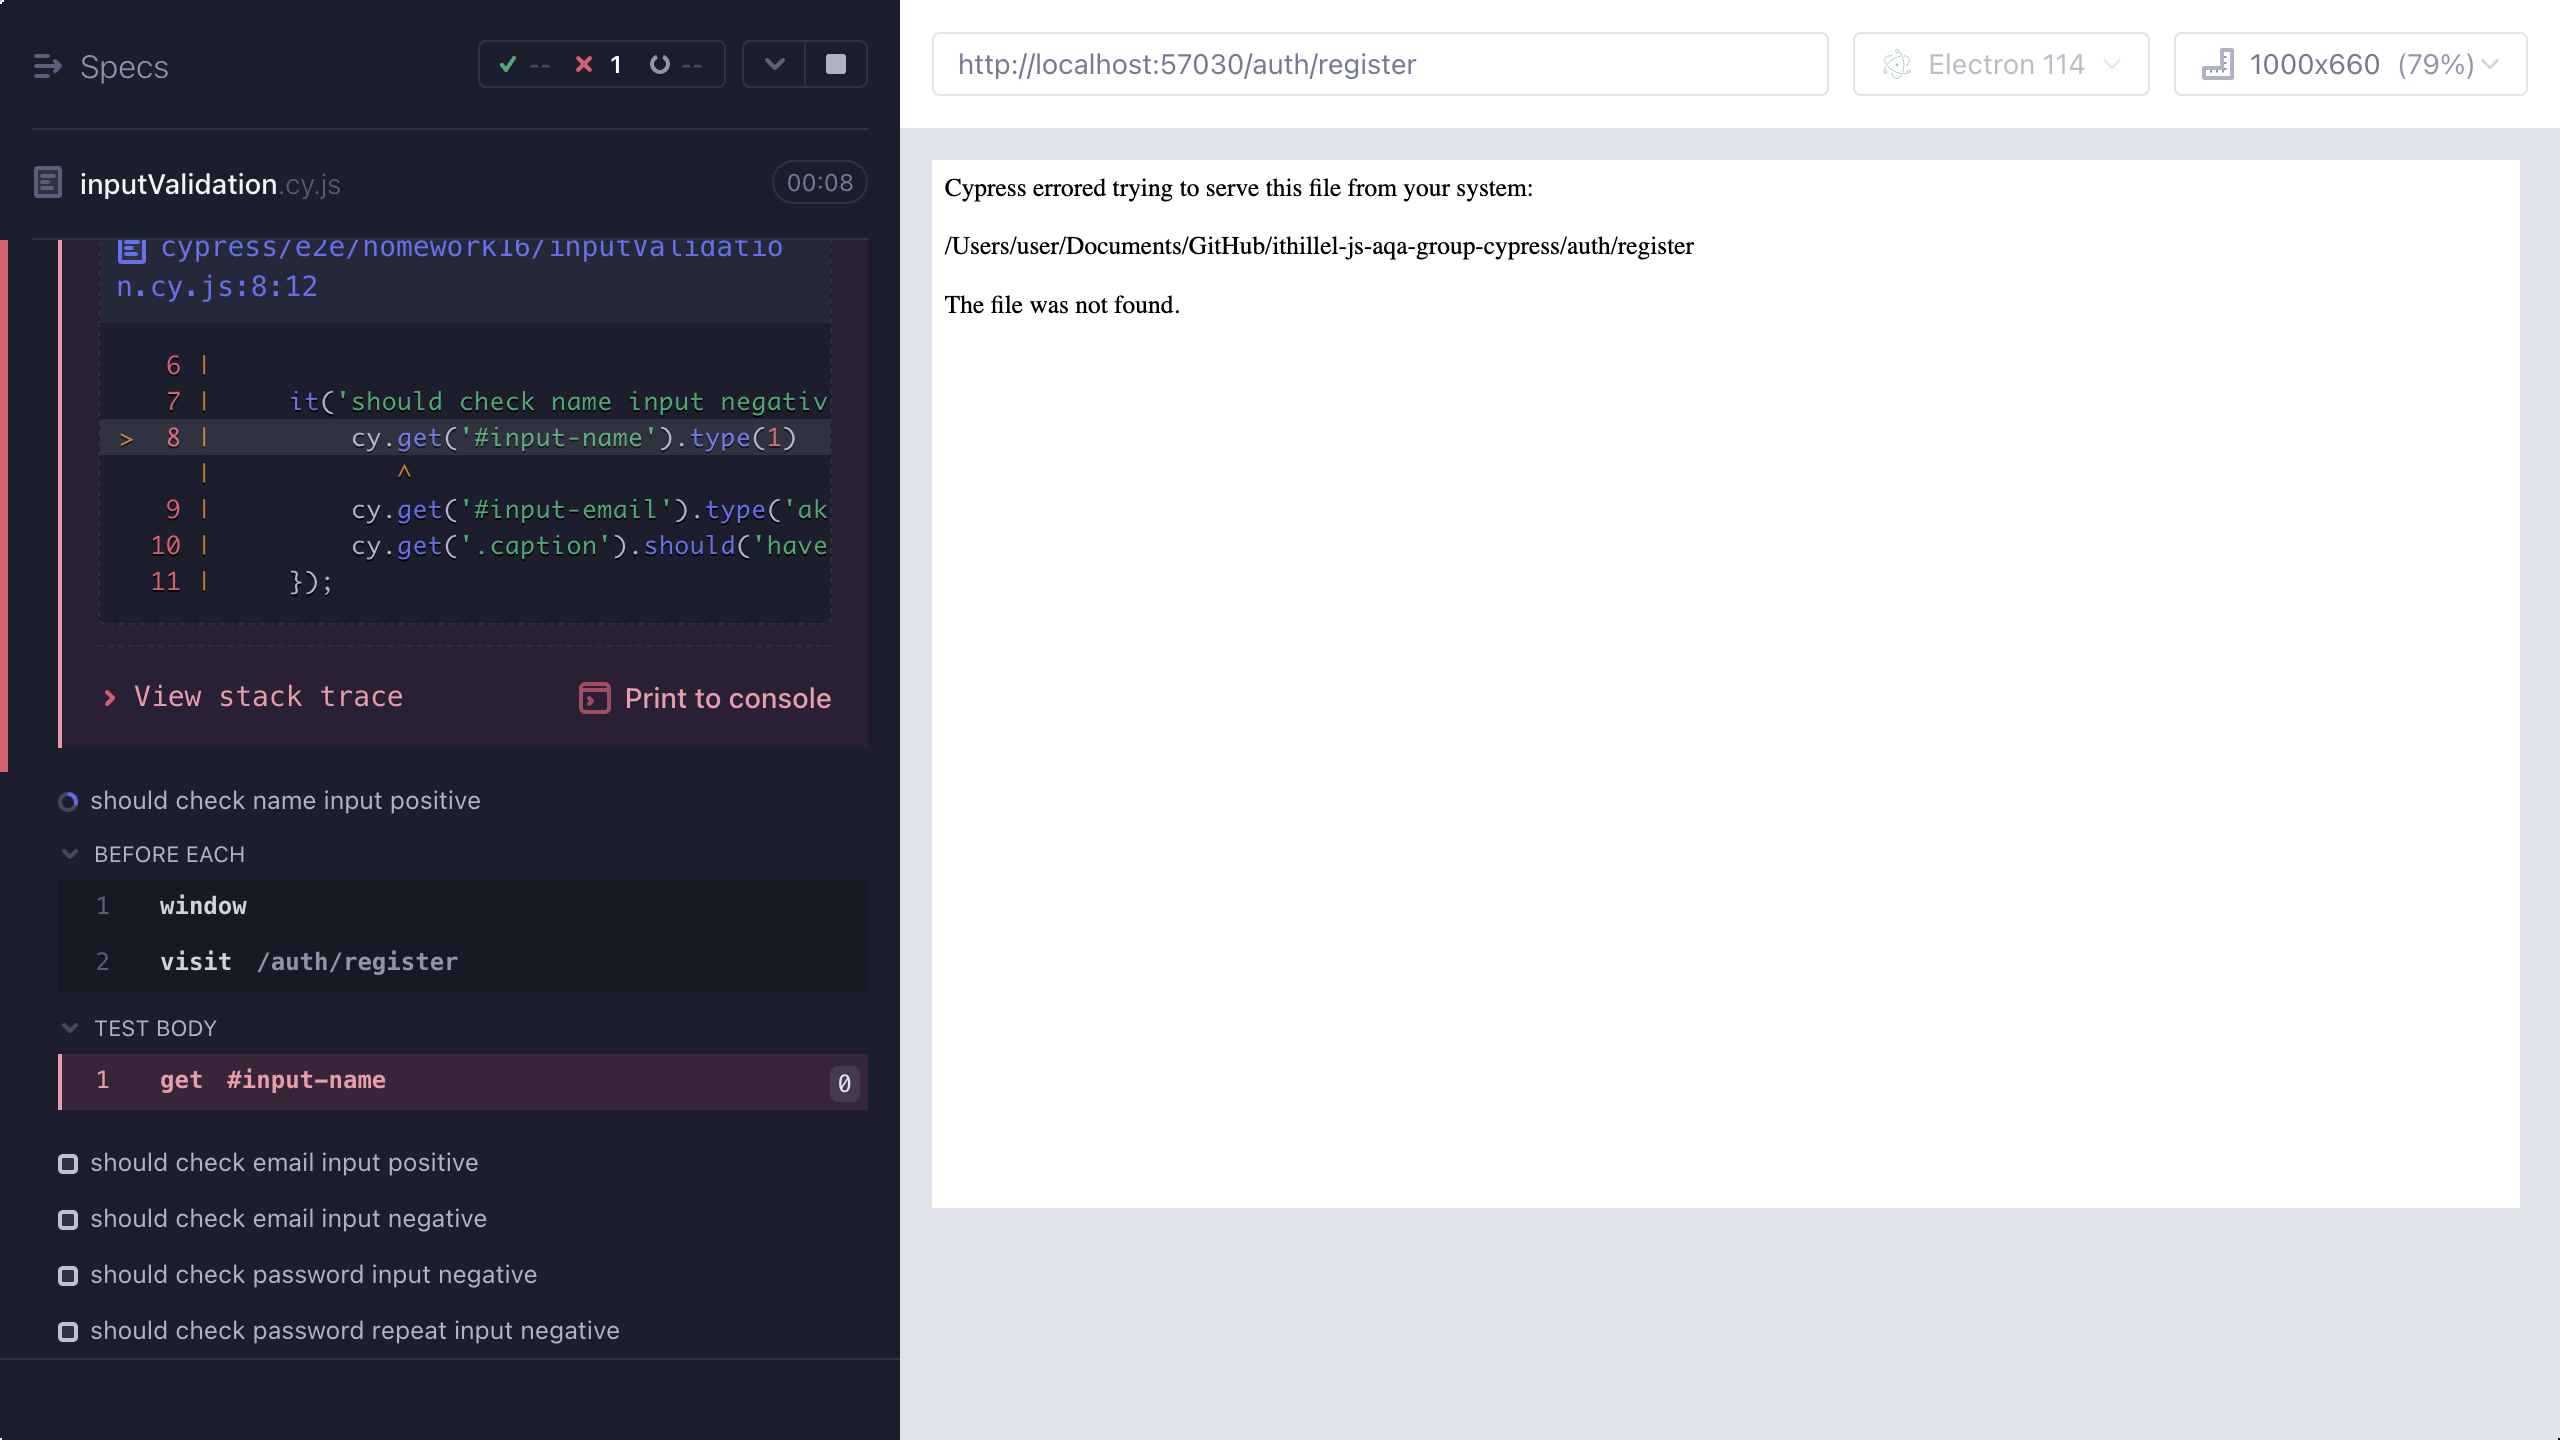 Specs
-- 1 --
inputValidation.cy.js
00:08
cypress/e2e/homework16/inputValidatio
n.cy.js:8:12
6 |
7 | it('should check name input negativ
> 8 | cy.get('#input-name').type(1)
| ^
9 | cy.get('#input-email').type('ak
10 | cy.get('.caption').should('have
11 | });
View stack trace
Print to console
should check name input positive
BEFORE EACH
1 window
2 visit /auth/register
TEST BODY
1 get #input-name 0
should check email input positive
should check email input negative
should check password input negative
should check password repeat input negative
http://localhost:57030/auth/register
Electron 114
1000x660 (79%)
Cypress errored trying to serve this file from your system:
/Users/user/Documents/GitHub/ithillel-js-aqa-group-cypress/auth/register
The file was not found.